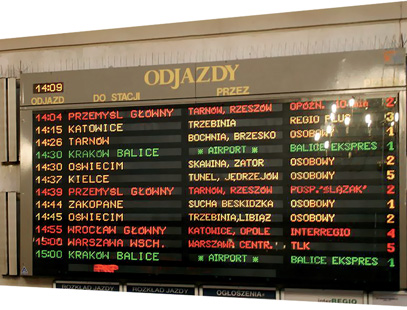 ODJAZDY
14:09
ODJAZD DO STACJI PRZEZ
14:04 PRZEMYŚL GŁÓWNY TARNÓW, RZESZÓW OPÓŹN. 2
14:15 KATOWICE TRZEBINIA REGIO PLUS 3
14:26 TARNÓW BOCHNIA, BRZESKO OSOBOWY 1
14:30 KRAKÓW BALICE * AIRPORT * BALICE EKSPRES 2
14:30 OŚWIĘCIM SKAWINA, ZATOR OSOBOWY 2
14:37 KIELCE TUNEL, JĘDRZEJÓW OSOBOWY 5
14:39 PRZEMYŚL GŁÓWNY TARNÓW, RZESZÓW POSP."ŚLĄZAK" 2
14:44 ZAKOPANE SUCHA BESKIDZKA OSOBOWY 1
14:45 OŚWIĘCIM TRZEBINIA,LIBIĄŻ OSOBOWY 2
14:55 WROCŁAW GŁÓWNY KATOWICE, OPOLE INTERREGIO 4
15:00 WARSZAWA WSCH. WARSZAWA CENTR. TLK 5
15:00 KRAKÓW BALICE * AIRPORT * BALICE EKSPRES 1
ROZKŁAD JAZDY ROZKŁAD JAZDY OGŁOSZENIA REGIO